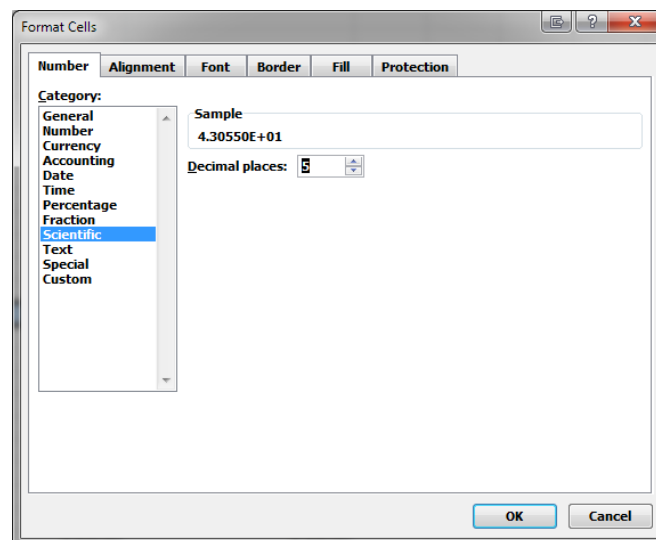 Format Cells
Number Alignment Font Border Fill Protection
Category:
General
Number
Currency
Accounting
Date
Time
Percentage
Fraction
Scientific
Text
Special
Custom
Sample
4.30550E+01
Decimal places: 5
OK Cancel